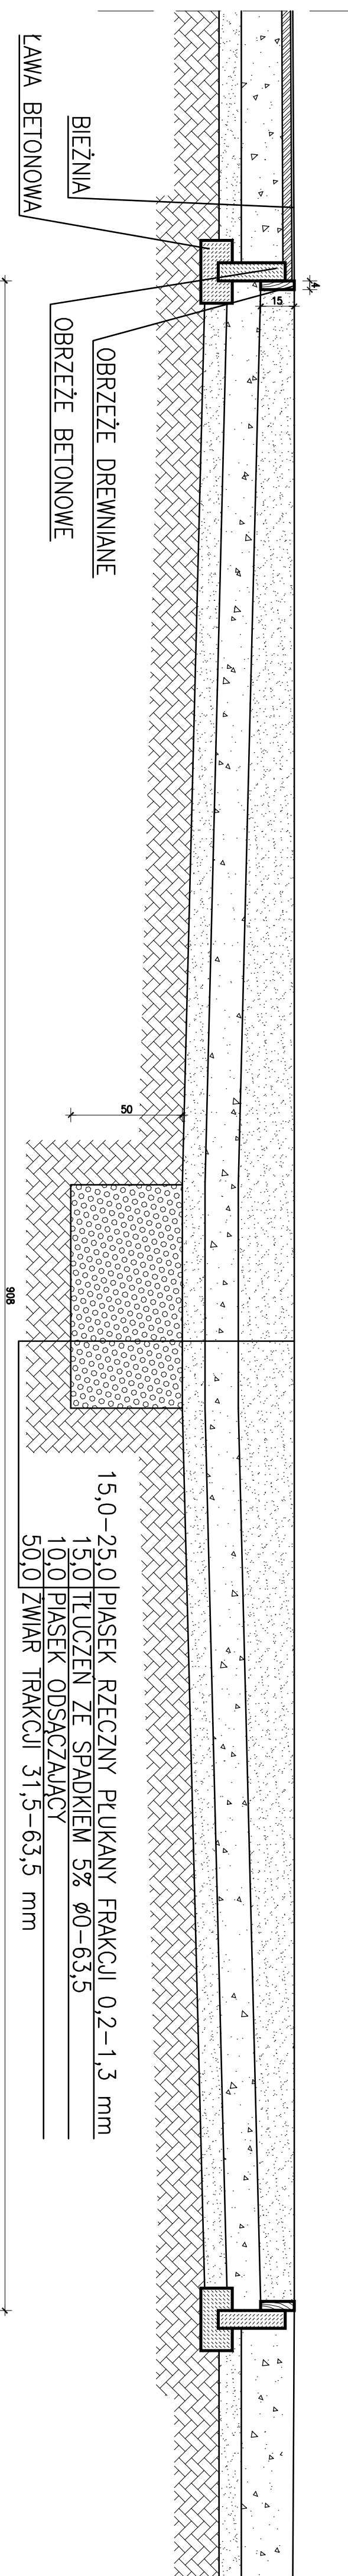 BIEŻNIA
ŁAWA BETONOWA
OBRZEŻE DREWNIANE
OBRZEŻE BETONOWE
4
15
50
908
15,0-25,0 PIASEK RZECZNY PŁUKANY FRAKCJI 0,2-1,3 mm
15,0 TŁUCZEŃ ZE SPADKIEM 5% ø0-63,5
10,0 PIASEK ODSĄCZAJĄCY
50,0 ŻWIAR TRAKCJI 31,5-63,5 mm